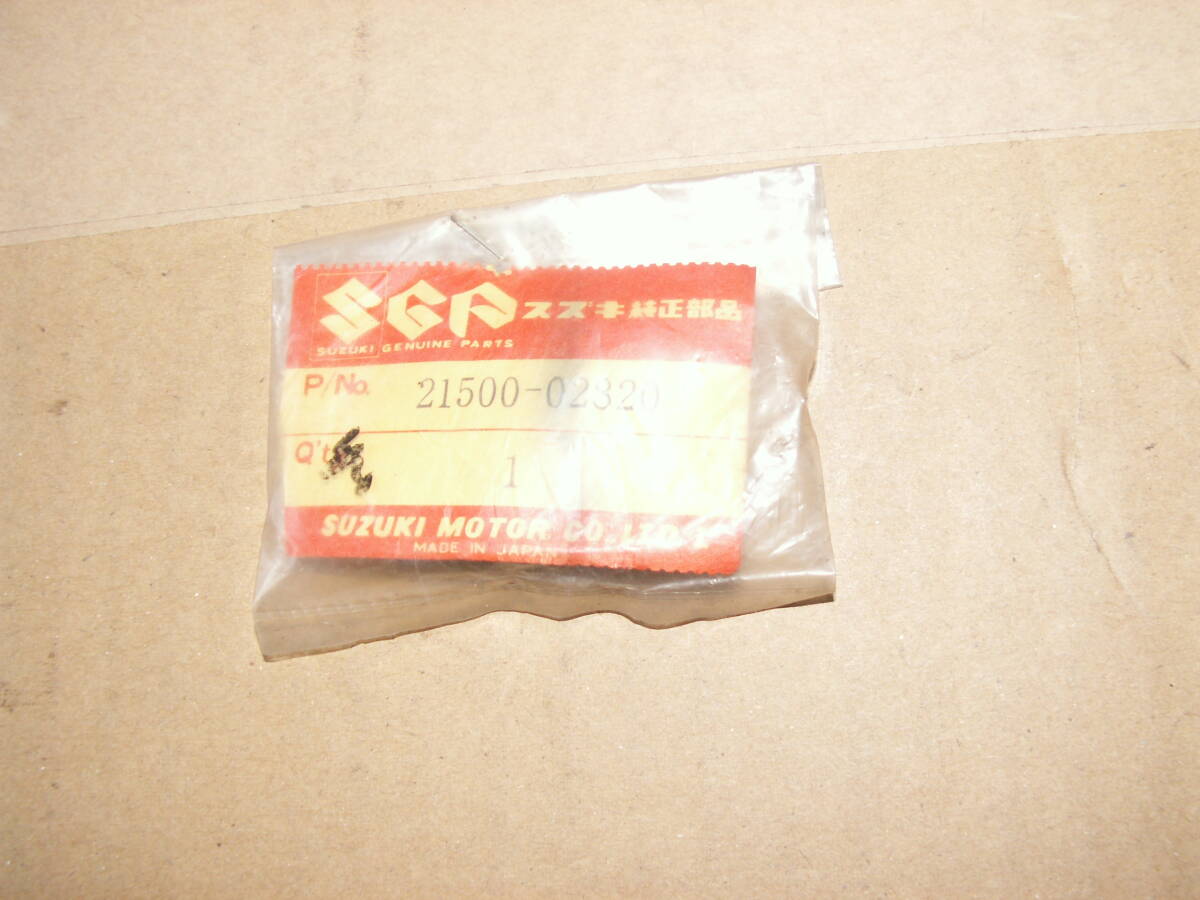 SGP スズキ純正部品
SUZUKI GENUINE PARTS
P/No. 21500-02320
1
SUZUKI MOTOR CO., LTD.
MADE IN JAPAN